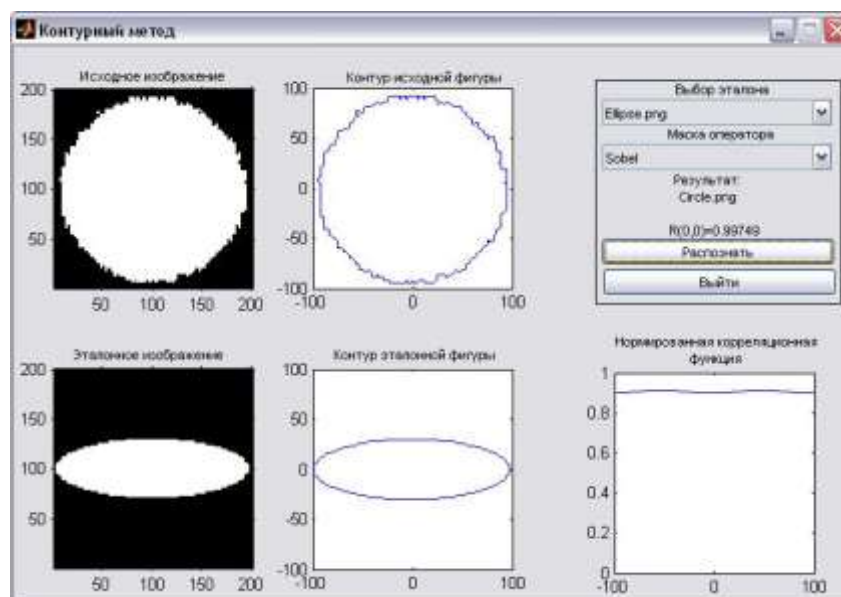 Контурный метод
Исходное изображение
200
150
100
50
50 100 150 200
Контур исходной фигуры
100
50
0
-50
-100
-100 0 100
Выбор эталона
Ellipse.png
Маска оператора
Sobel
Результат:
Circle.png
R(0,0)=0.99749
Распознать
Выйти
Эталонное изображение
200
150
100
50
50 100 150 200
Контур эталонной фигуры
100
50
0
-50
-100
-100 0 100
Нормированная корреляционная
функция
1
0.8
0.6
0.4
0.2
0
-100 0 100